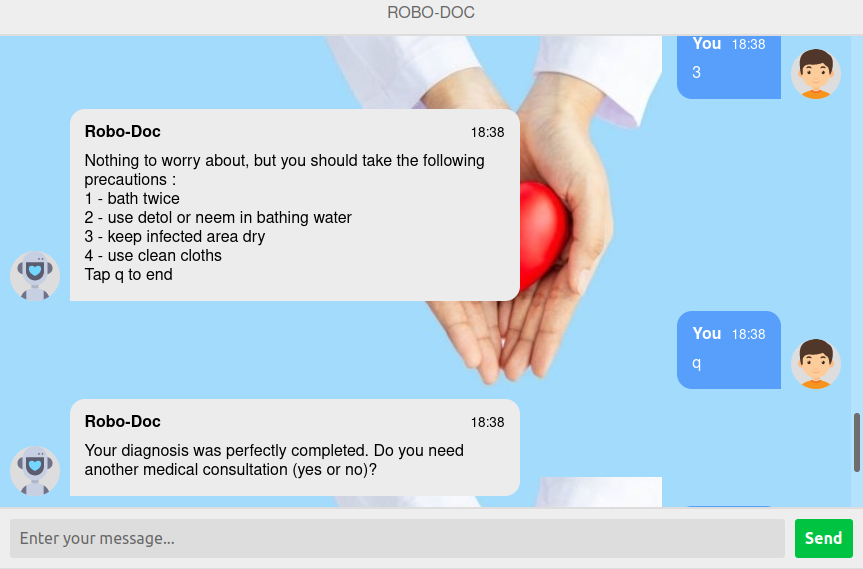 ROBO-DOC
You 18:38
3
Robo-Doc 18:38
Nothing to worry about, but you should take the following
precautions :
1 - bath twice
2 - use detol or neem in bathing water
3 - keep infected area dry
4 - use clean cloths
Tap q to end
You 18:38
q
Robo-Doc 18:38
Your diagnosis was perfectly completed. Do you need
another medical consultation (yes or no)?
Enter your message...
Send